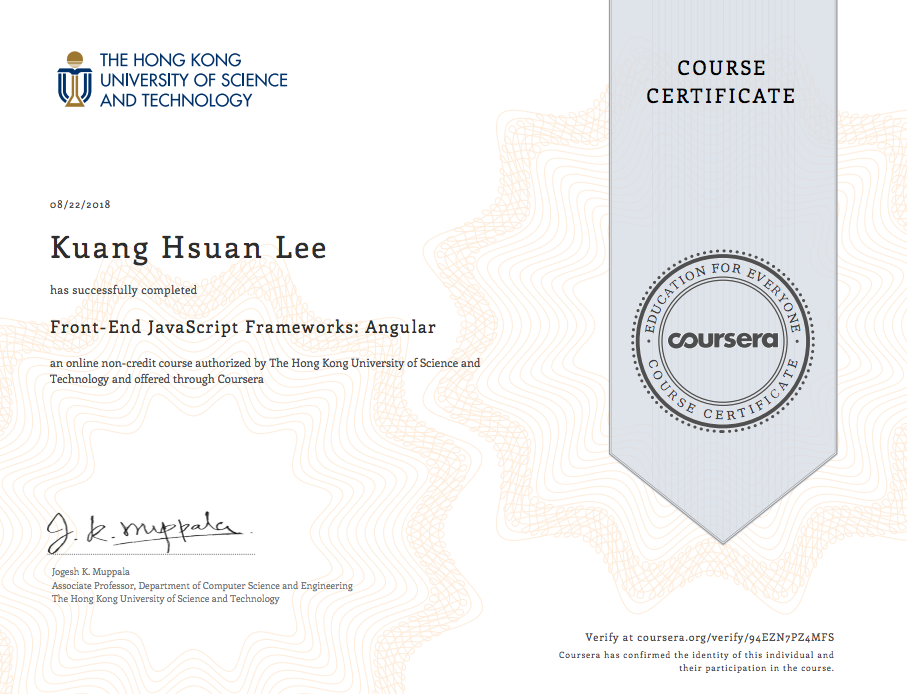 THE HONG KONG
UNIVERSITY OF SCIENCE
AND TECHNOLOGY
COURSE
CERTIFICATE
08/22/2018
Kuang Hsuan Lee
has successfully completed
Front-End JavaScript Frameworks: Angular
an online non-credit course authorized by The Hong Kong University of Science and
Technology and offered through Coursera
EDUCATION FOR EVERYONE
coursera
COURSE CERTIFICATE
J. K. Muppala
Jogesh K. Muppala
Associate Professor, Department of Computer Science and Engineering
The Hong Kong University of Science and Technology
Verify at coursera.org/verify/94EZN7PZ4MFS
Coursera has confirmed the identity of this individual and
their participation in the course.